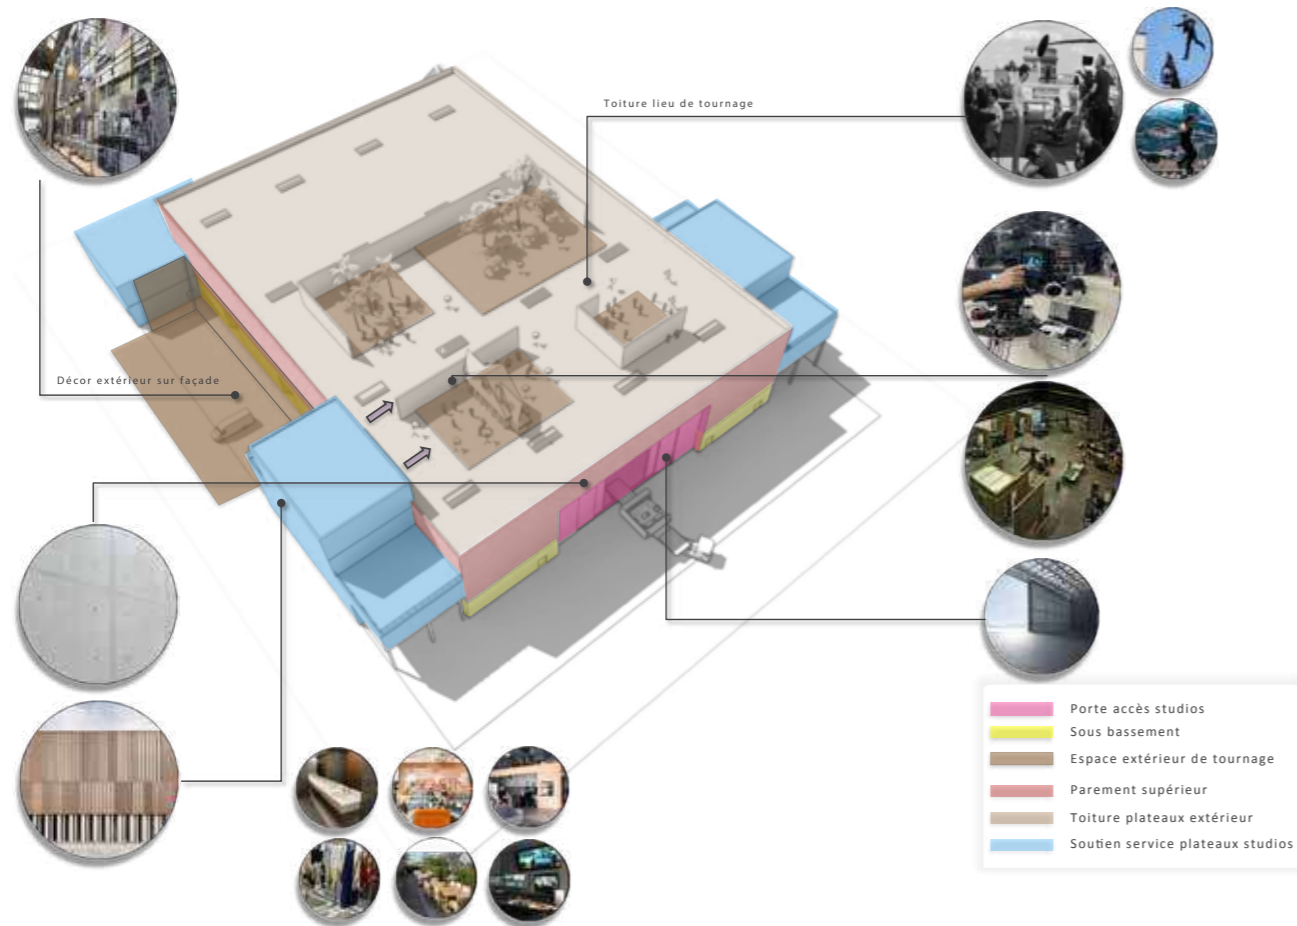 Toiture lieu de tournage
Décor extérieur sur façade
Porte accès studios
Sous bassement
Espace extérieur de tournage
Parement supérieur
Toiture plateaux extérieur
Soutien service plateaux studios